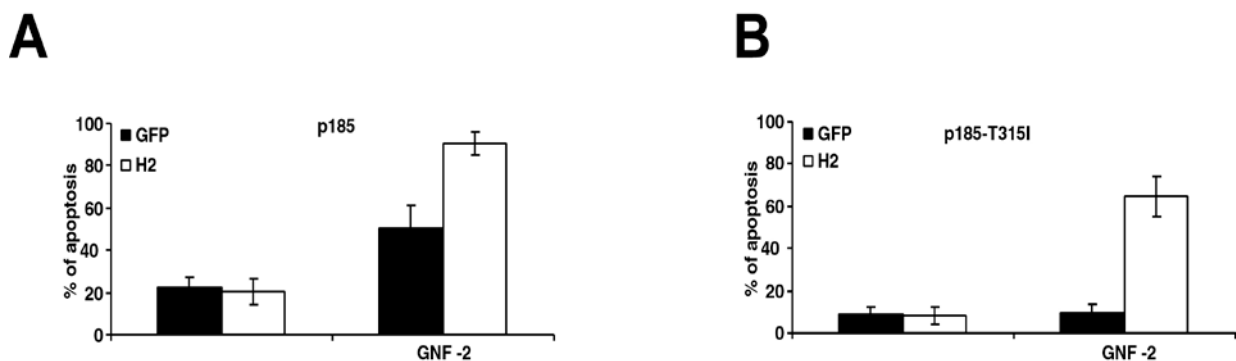 A
% of apoptosis
100
80
60
40
20
0
GFP
H2
p185
GNF -2
B
% of apoptosis
100
80
60
40
20
0
GFP
H2
p185-T315I
GNF -2